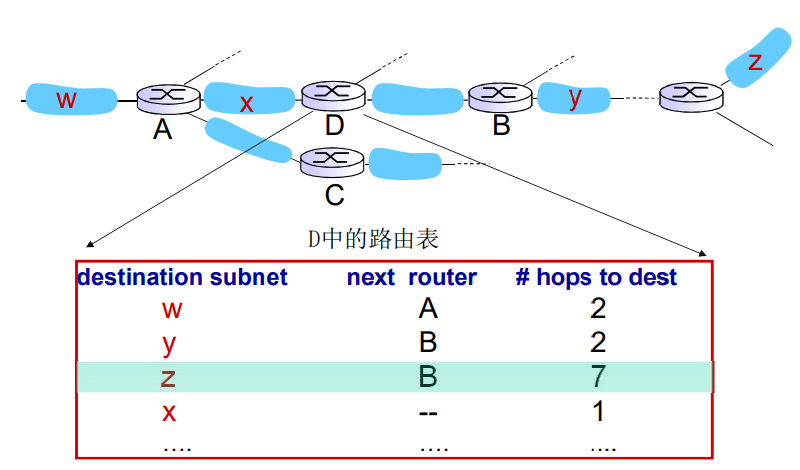 z
w
x
y
A
D
B
C
D中的路由表
destination subnet next router # hops to dest
w A 2
y B 2
z B 7
x -- 1
.... .... ....